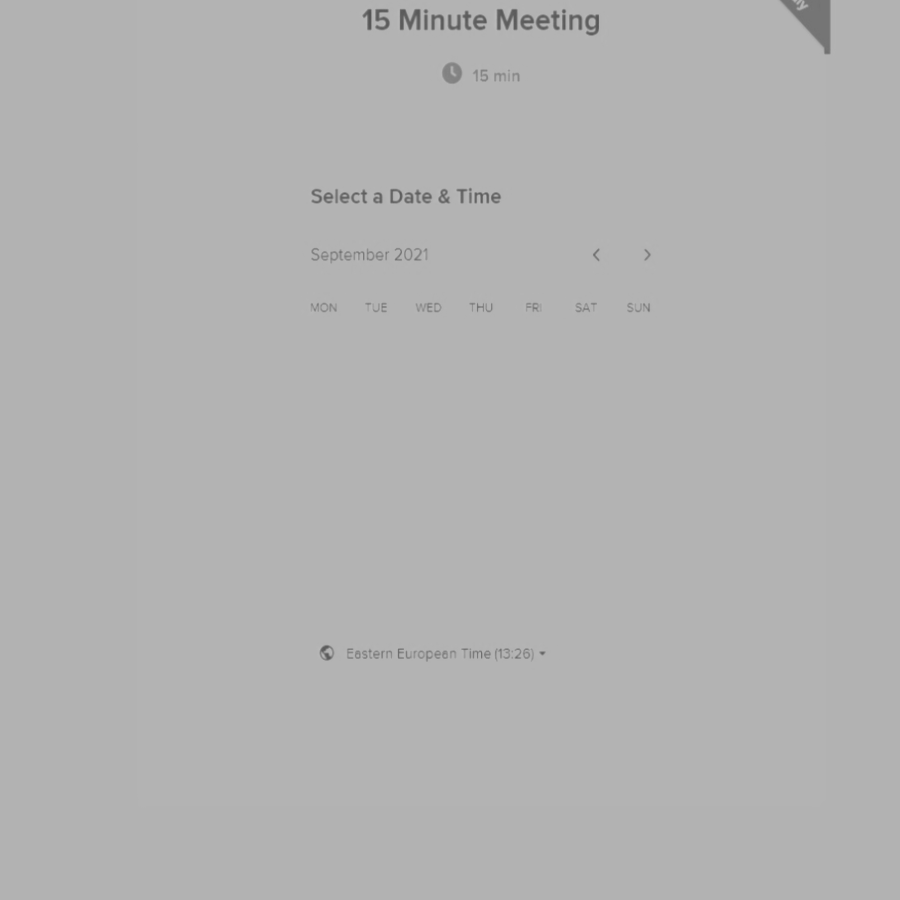 15 Minute Meeting
15 min
Select a Date & Time
September 2021
MON TUE WED THU FRI SAT SUN
Eastern European Time (13:26)